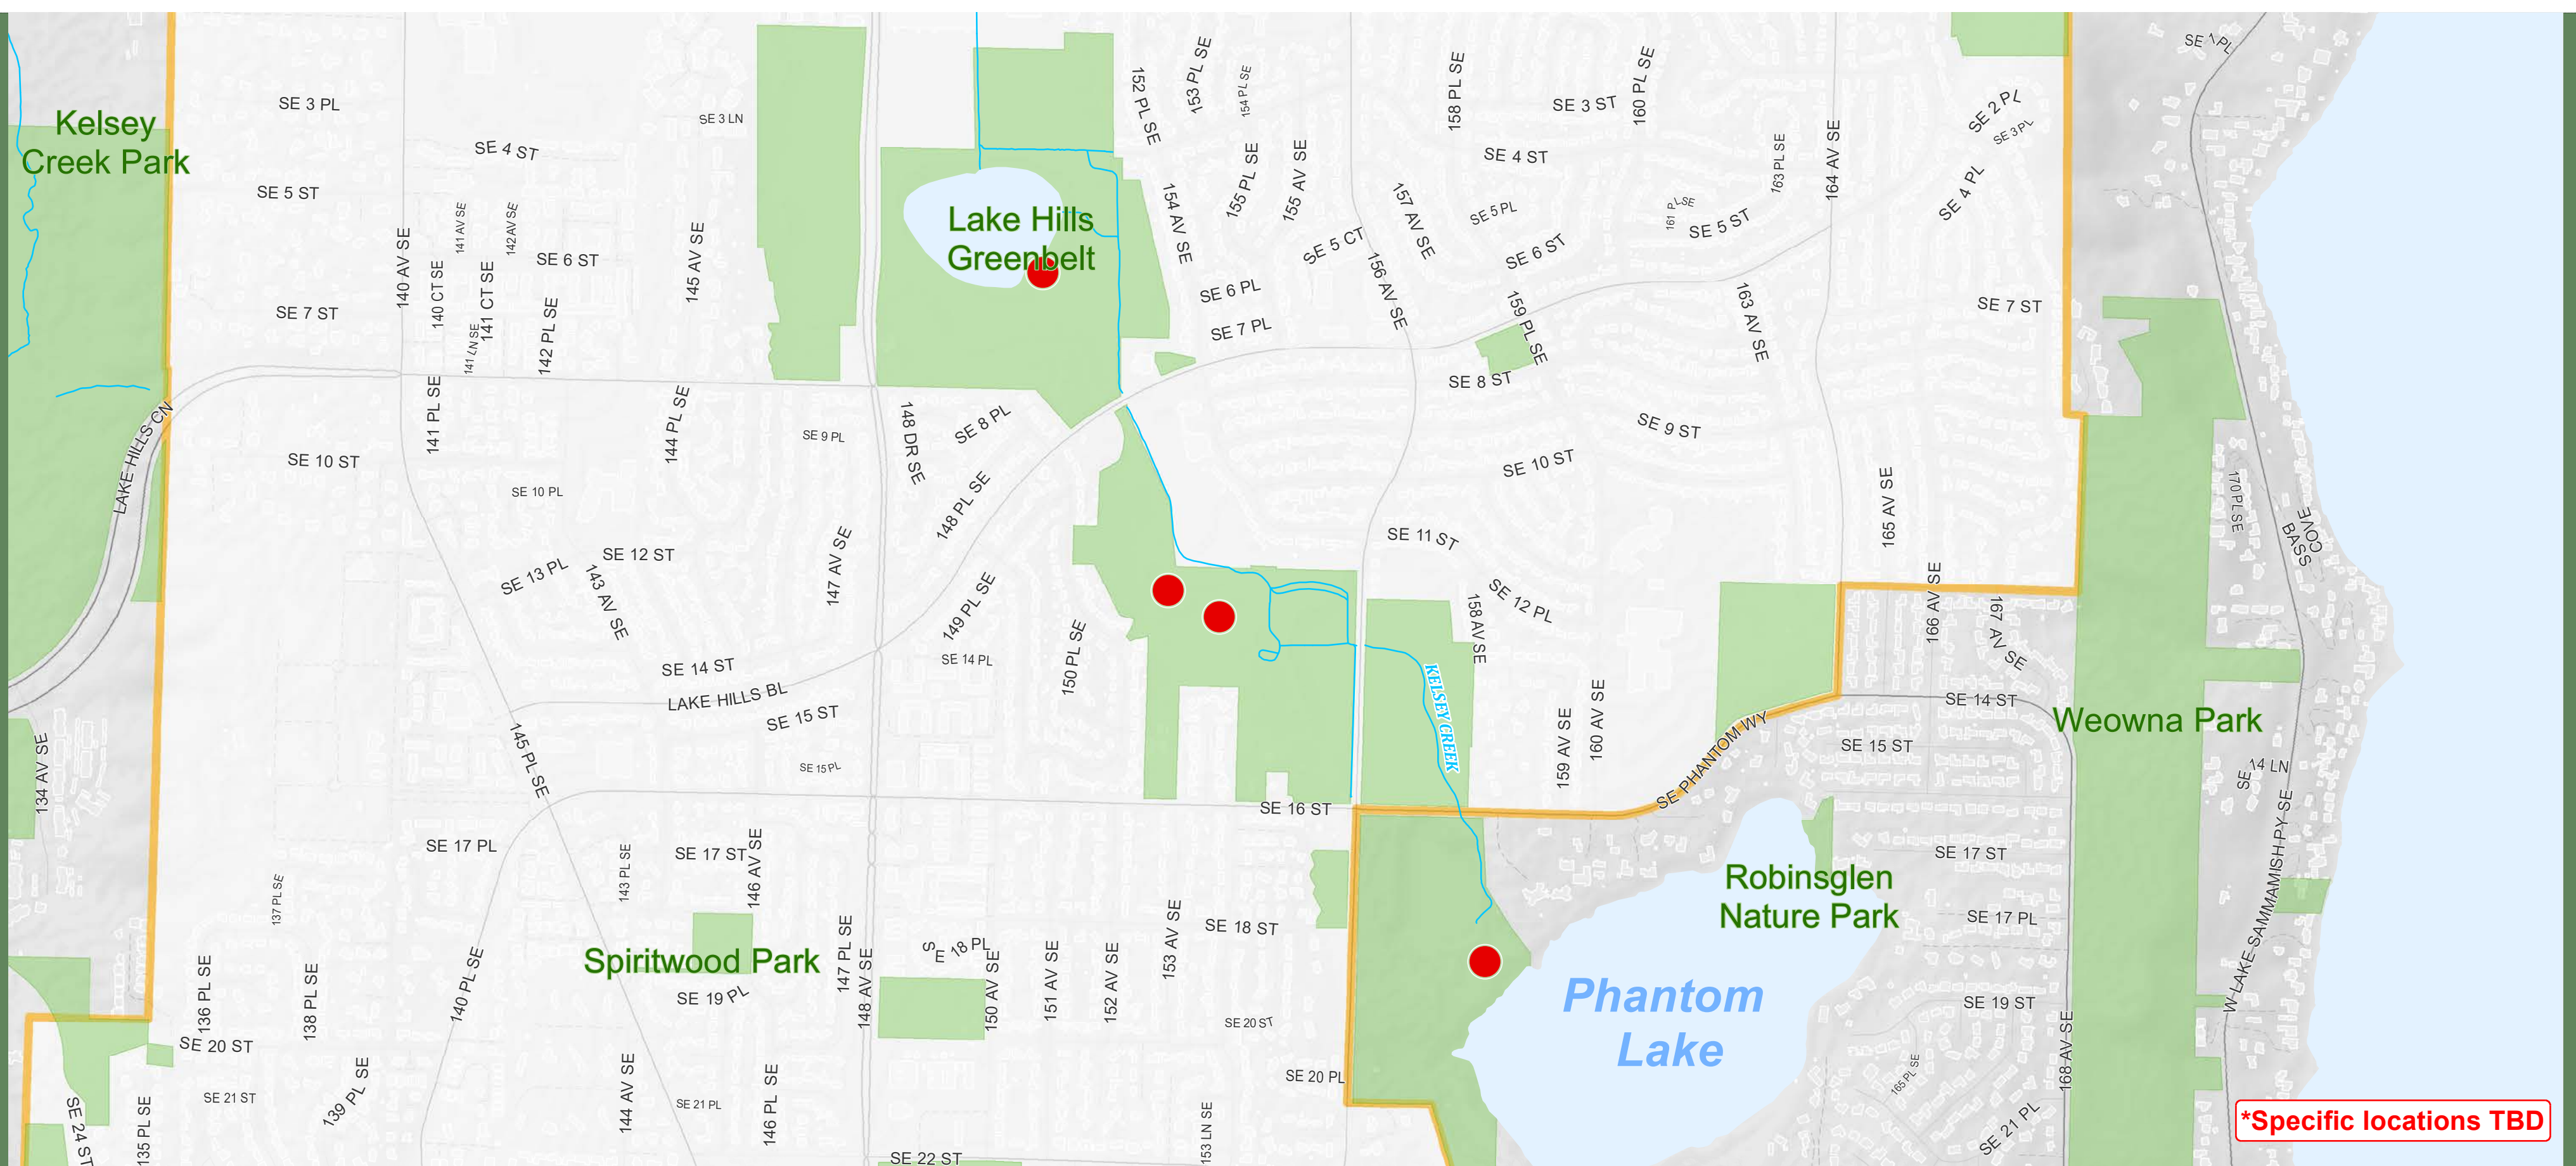 SE 1 PL
Kelsey
Creek Park
SE 3 PL
SE 3 LN
SE 4 ST
SE 5 ST
140 AV SE
140 CT SE
141 AV SE
141 CT SE
142 AV SE
SE 6 ST
145 AV SE
SE 7 ST
141 LN SE
142 PL SE
Lake Hills
Greenbelt
152 PL SE
153 PL SE
154 PL SE
155 PL SE
155 AV SE
154 AV SE
SE 6 PL
SE 7 PL
SE 5 CT
156 AV SE
157 AV SE
158 PL SE
SE 3 ST
160 PL SE
SE 4 ST
SE 5 PL
SE 6 ST
161 PL SE
SE 5 ST
163 PL SE
164 AV SE
SE 2 PL
SE 3 PL
SE 4 PL
SE 7 ST
159 PL SE
163 AV SE
SE 8 ST
LAKE HILLS CN
141 PL SE
144 PL SE
SE 9 PL
148 DR SE
SE 8 PL
SE 10 ST
SE 10 PL
148 PL SE
SE 9 ST
SE 10 ST
165 AV SE
170 PL SE
BASS
COVE
SE 13 PL
SE 12 ST
143 AV SE
147 AV SE
149 PL SE
SE 11 ST
SE 12 PL
158 AV SE
166 AV SE
167 AV SE
SE 14 ST
SE 14 PL
150 PL SE
LAKE HILLS BL
SE 15 ST
KELSEY CREEK
159 AV SE
160 AV SE
SE PHANTOM WY
SE 14 ST
SE 15 ST
Weowna Park
SE 14 LN
134 AV SE
145 PL SE
SE 15 PL
SE 16 ST
SE 17 PL
143 PL SE
SE 17 ST
146 AV SE
137 PL SE
Robinsglen
Nature Park
SE 17 ST
SE 17 PL
W LAKE SAMMAMISH PY SE
Spiritwood Park
147 PL SE
148 AV SE
SE 18 PL
150 AV SE
151 AV SE
152 AV SE
153 AV SE
SE 18 ST
136 PL SE
138 PL SE
140 PL SE
SE 19 PL
Phantom
Lake
SE 19 ST
168 AV SE
SE 20 ST
SE 20 ST
SE 20 PL
SE 21 ST
139 PL SE
144 AV SE
SE 21 PL
146 PL SE
153 LN SE
165 PL SE
SE 21 PL
SE 24 ST
135 PL SE
SE 22 ST
*Specific locations TBD